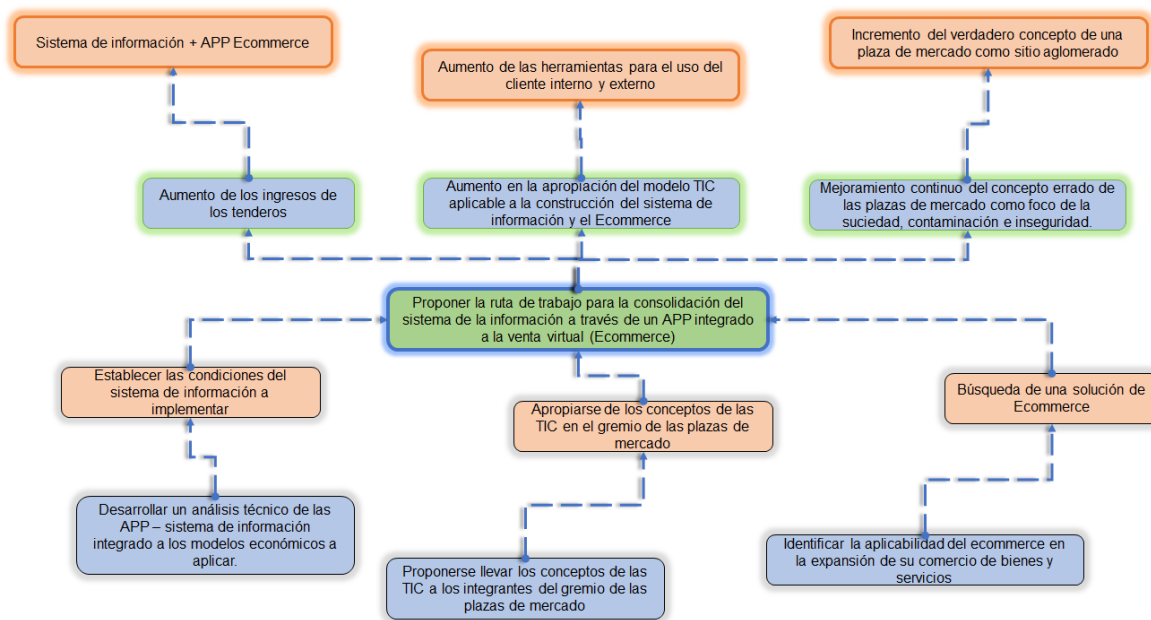 Sistema de información + APP Ecommerce
Aumento de las herramientas para el uso del
cliente interno y externo
Incremento del verdadero concepto de una
plaza de mercado como sitio aglomerado
Aumento de los ingresos de
los tenderos
Aumento en la apropiación del modelo TIC
aplicable a la construcción del sistema de
información y el Ecommerce
Mejoramiento continuo del concepto errado de
las plazas de mercado como foco de la
suciedad, contaminación e inseguridad.
Proponer la ruta de trabajo para la consolidación del
sistema de la información a través de un APP integrado
a la venta virtual (Ecommerce)
Establecer las condiciones del
sistema de información a
implementar
Apropiarse de los conceptos de las
TIC en el gremio de las plazas de
mercado
Búsqueda de una solución de
Ecommerce
Desarrollar un análisis técnico de las
APP – sistema de información
integrado a los modelos económicos a
aplicar.
Proponerse llevar los conceptos de las
TIC a los integrantes del gremio de las
plazas de mercado
Identificar la aplicabilidad del ecommerce en
la expansión de su comercio de bienes y
servicios